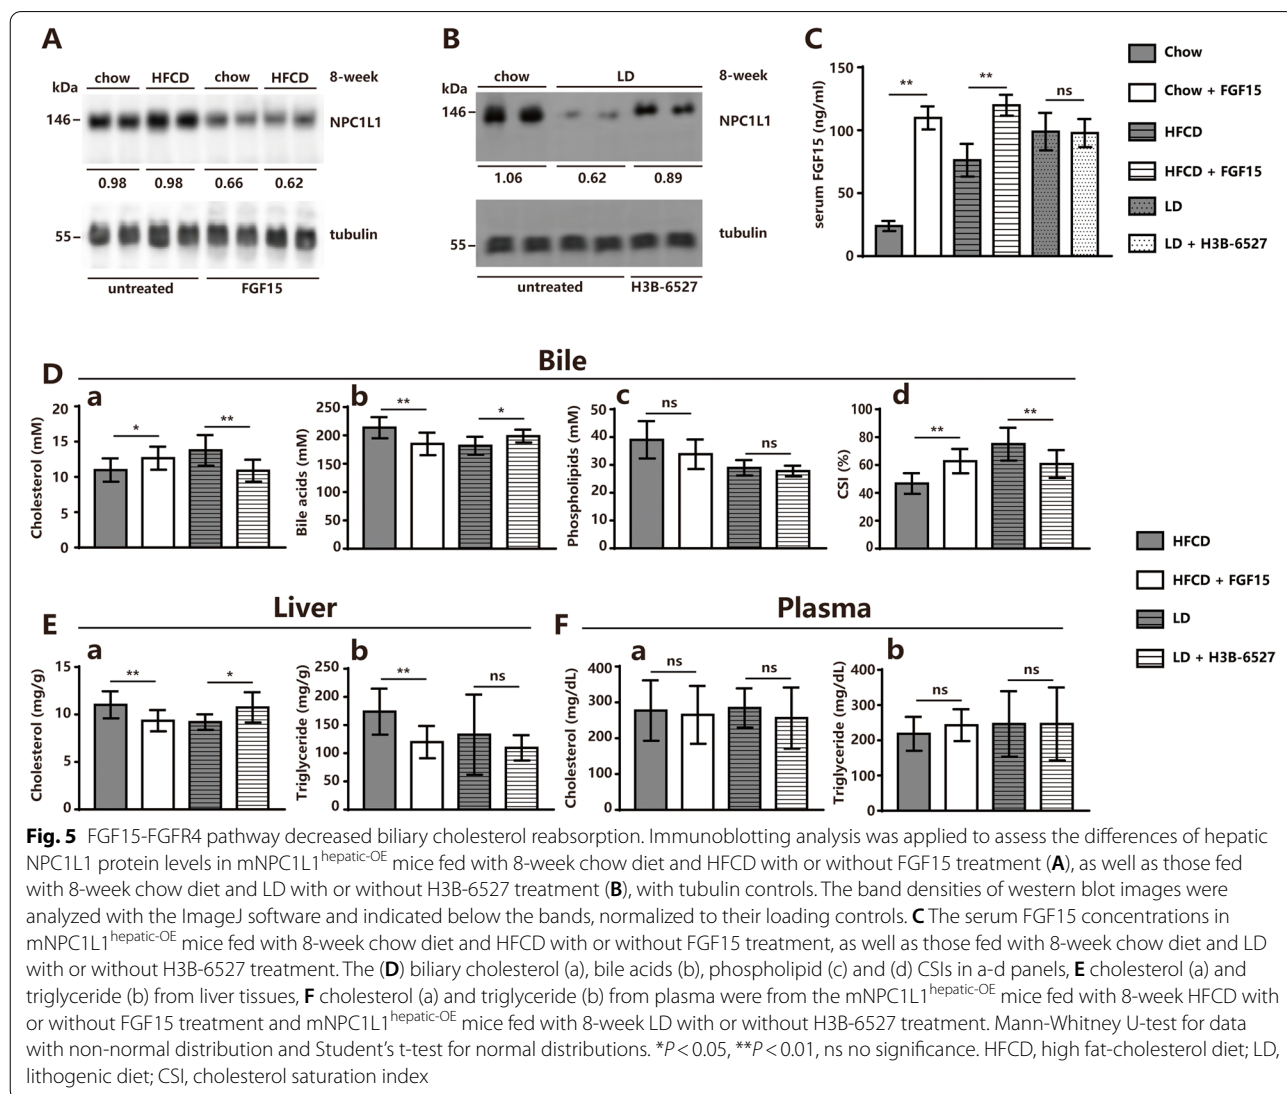 A
chow HFCD chow HFCD 8-week
kDa
146 NPC1L1
0.98 0.98 0.66 0.62
55 tubulin
untreated FGF15
B
chow LD 8-week
kDa
146 NPC1L1
1.06 0.62 0.89
55 tubulin
untreated H3B-6527
C
serum FGF15 (ng/ml)
150
100
50
0
** ** ns
Chow
Chow + FGF15
HFCD
HFCD + FGF15
LD
LD + H3B-6527
D
Bile
a
Cholesterol (mM)
20
15
10
5
0
* **
b
Bile acids (mM)
250
200
150
100
50
0
** *
c
Phospholipids (mM)
50
40
30
20
10
0
ns ns
d
CSI (%)
100
80
60
40
20
0
** **
HFCD
HFCD + FGF15
LD
LD + H3B-6527
E
Liver
a
Cholesterol (mg/g)
15
10
5
0
** *
b
Triglyceride (mg/g)
250
200
150
100
50
0
** ns
F
Plasma
a
Cholesterol (mg/dL)
400
300
200
100
0
ns ns
b
Triglyceride (mg/dL)
400
300
200
100
0
ns ns
Fig. 5 FGF15-FGFR4 pathway decreased biliary cholesterol reabsorption. Immunoblotting analysis was applied to assess the differences of hepatic
NPC1L1 protein levels in mNPC1L1hepatic-OE mice fed with 8-week chow diet and HFCD with or without FGF15 treatment (A), as well as those fed
with 8-week chow diet and LD with or without H3B-6527 treatment (B), with tubulin controls. The band densities of western blot images were
analyzed with the ImageJ software and indicated below the bands, normalized to their loading controls. C The serum FGF15 concentrations in
mNPC1L1hepatic-OE mice fed with 8-week chow diet and HFCD with or without FGF15 treatment, as well as those fed with 8-week chow diet and LD
with or without H3B-6527 treatment. The (D) biliary cholesterol (a), bile acids (b), phospholipid (c) and (d) CSIs in a-d panels, E cholesterol (a) and
triglyceride (b) from liver tissues, F cholesterol (a) and triglyceride (b) from plasma were from the mNPC1L1hepatic-OE mice fed with 8-week HFCD with
or without FGF15 treatment and mNPC1L1hepatic-OE mice fed with 8-week LD with or without H3B-6527 treatment. Mann-Whitney U-test for data
with non-normal distribution and Student's t-test for normal distributions. *P < 0.05, **P < 0.01, ns no significance. HFCD, high fat-cholesterol diet; LD,
lithogenic diet; CSI, cholesterol saturation index